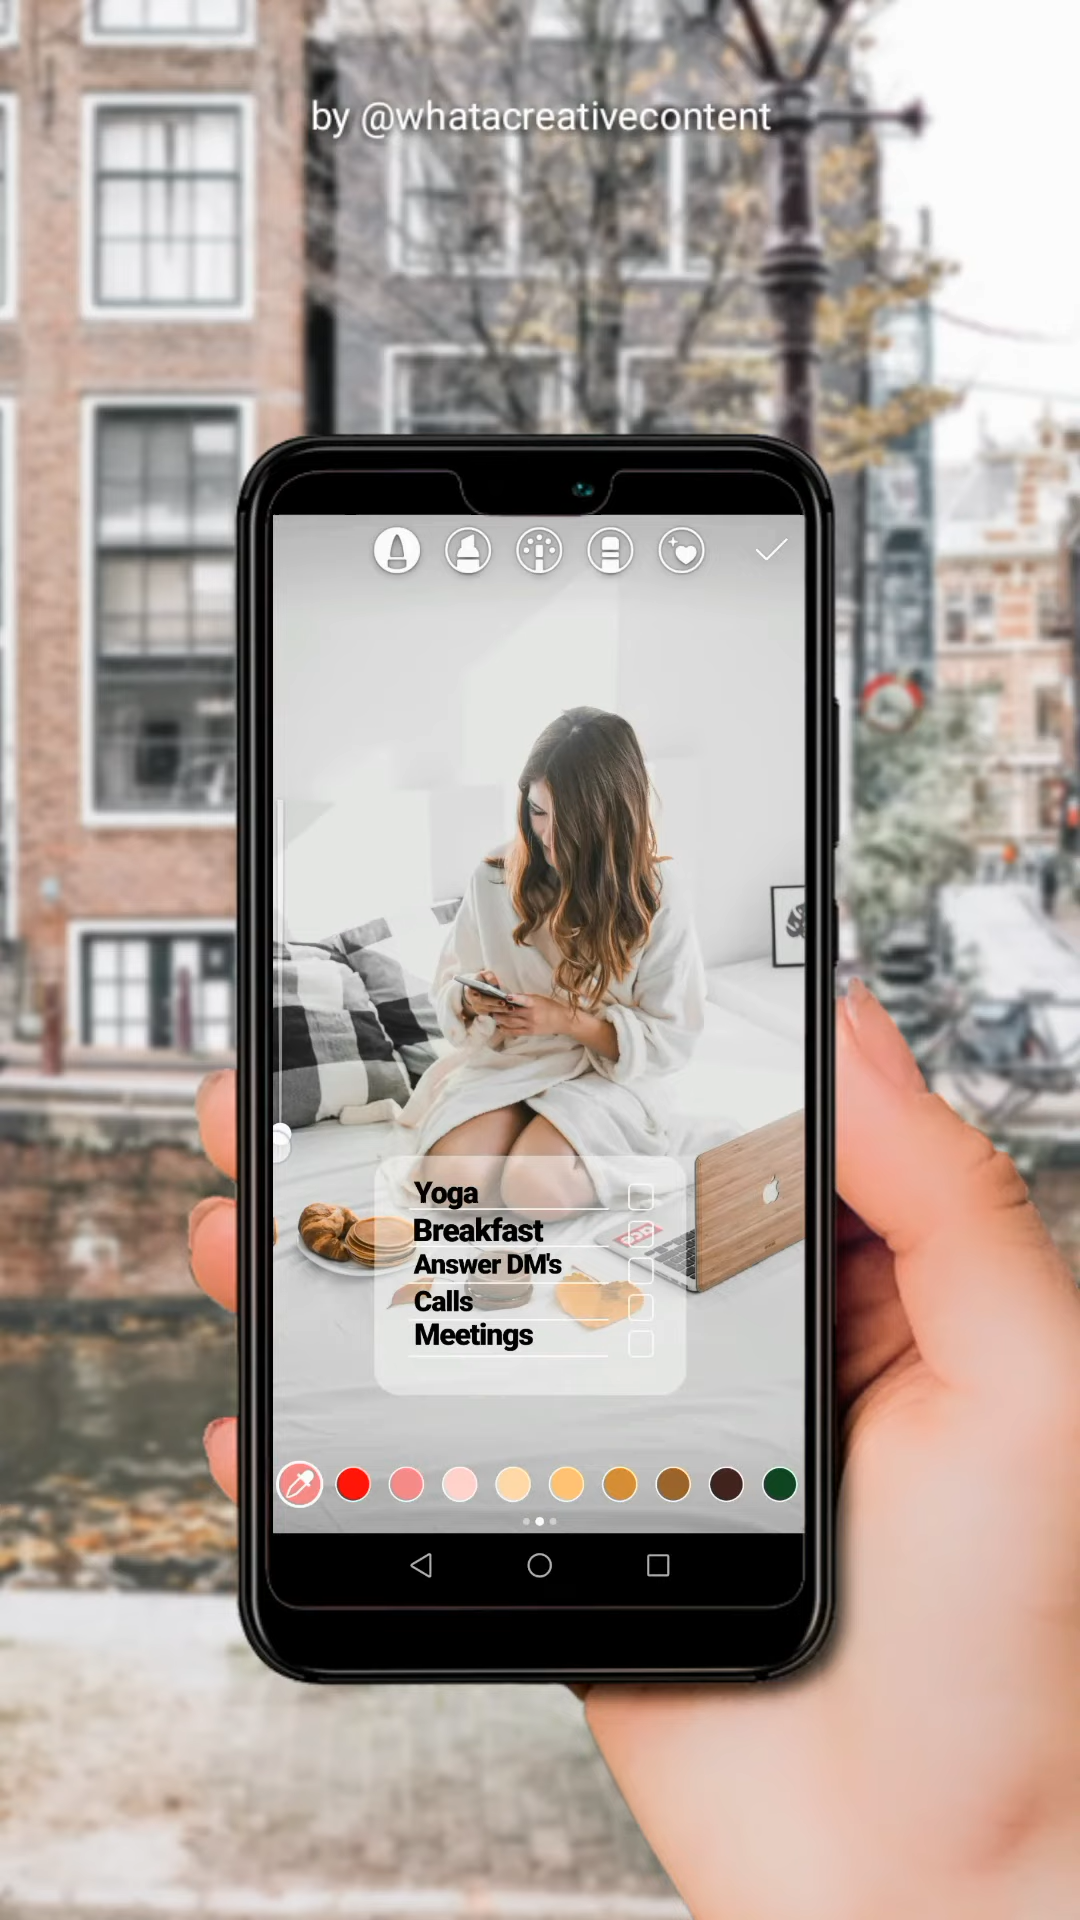 by @whatacreativecontent
Yoga
Breakfast
Answer DM's
Calls
Meetings